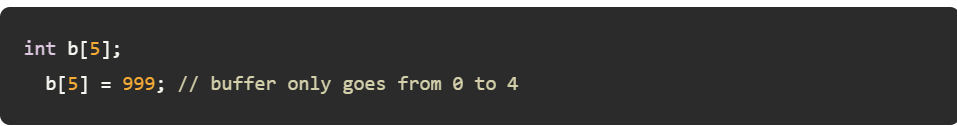 int b[5];
  b[5] = 999; // buffer only goes from 0 to 4